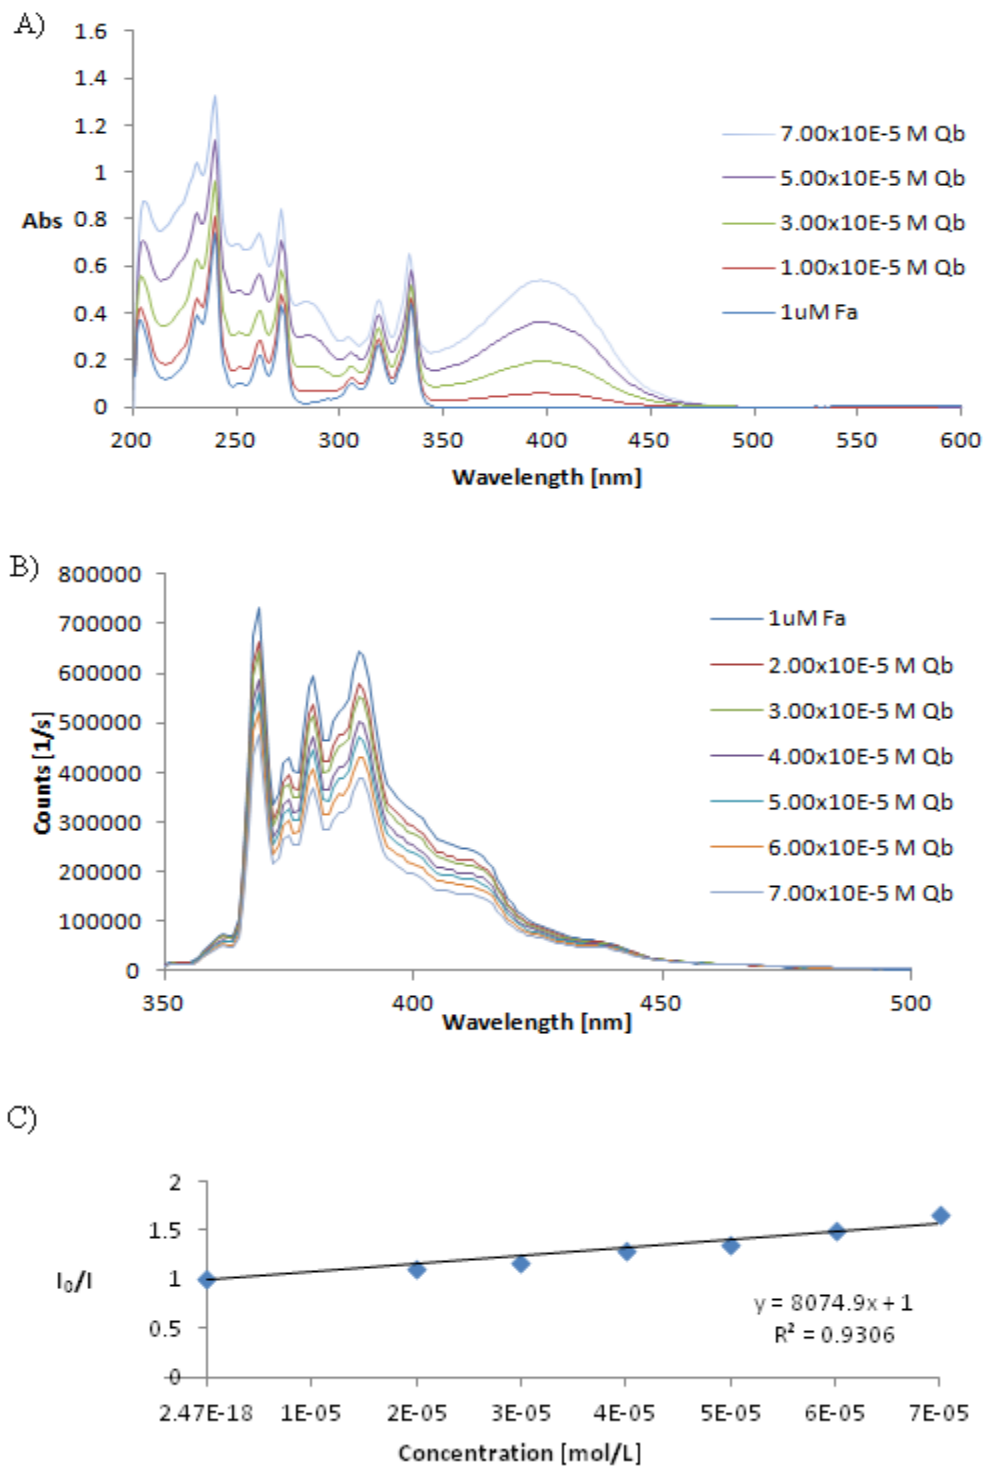 A)
1.6
1.4
1.2
1
0.8
0.6
0.4
0.2
0
Abs
200 250 300 350 400 450 500 550 600
Wavelength [nm]
7.00x10E-5 M Qb
5.00x10E-5 M Qb
3.00x10E-5 M Qb
1.00x10E-5 M Qb
1uM Fa
B)
800000
700000
600000
500000
400000
300000
200000
100000
0
Counts [1/s]
350 400 450 500
Wavelength [nm]
1uM Fa
2.00x10E-5 M Qb
3.00x10E-5 M Qb
4.00x10E-5 M Qb
5.00x10E-5 M Qb
6.00x10E-5 M Qb
7.00x10E-5 M Qb
C)
2
1.5
1
0.5
0
I₀/I
y = 8074.9x + 1
R² = 0.9306
2.47E-18 1E-05 2E-05 3E-05 4E-05 5E-05 6E-05 7E-05
Concentration [mol/L]